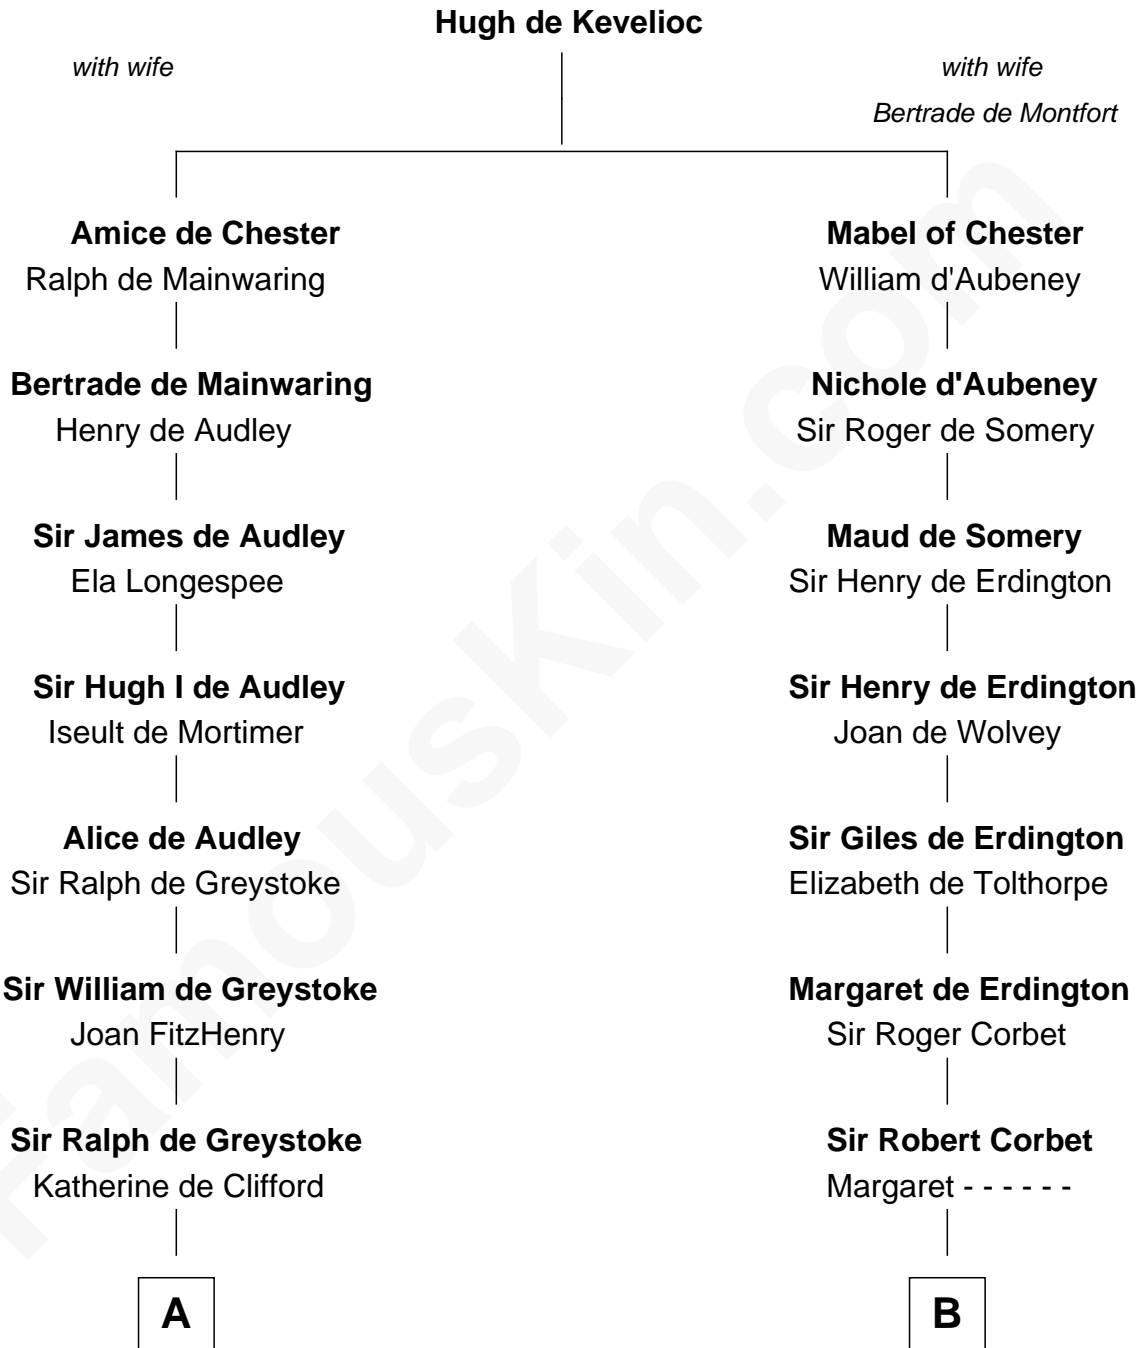 Hugh de Kevelioc
with wife
with wife
Bertrade de Montfort
Amice de Chester
Ralph de Mainwaring
Mabel of Chester
William d'Aubeney
Bertrade de Mainwaring
Henry de Audley
Nichole d'Aubeney
Sir Roger de Somery
Sir James de Audley
Ela Longespee
Maud de Somery
Sir Henry de Erdington
Sir Hugh I de Audley
Iseult de Mortimer
Sir Henry de Erdington
Joan de Wolvey
Alice de Audley
Sir Ralph de Greystoke
Sir Giles de Erdington
Elizabeth de Tolthorpe
Sir William de Greystoke
Joan FitzHenry
Margaret de Erdington
Sir Roger Corbet
Sir Ralph de Greystoke
Katherine de Clifford
Sir Robert Corbet
Margaret - - - - - -
A
B
FamousKin.com